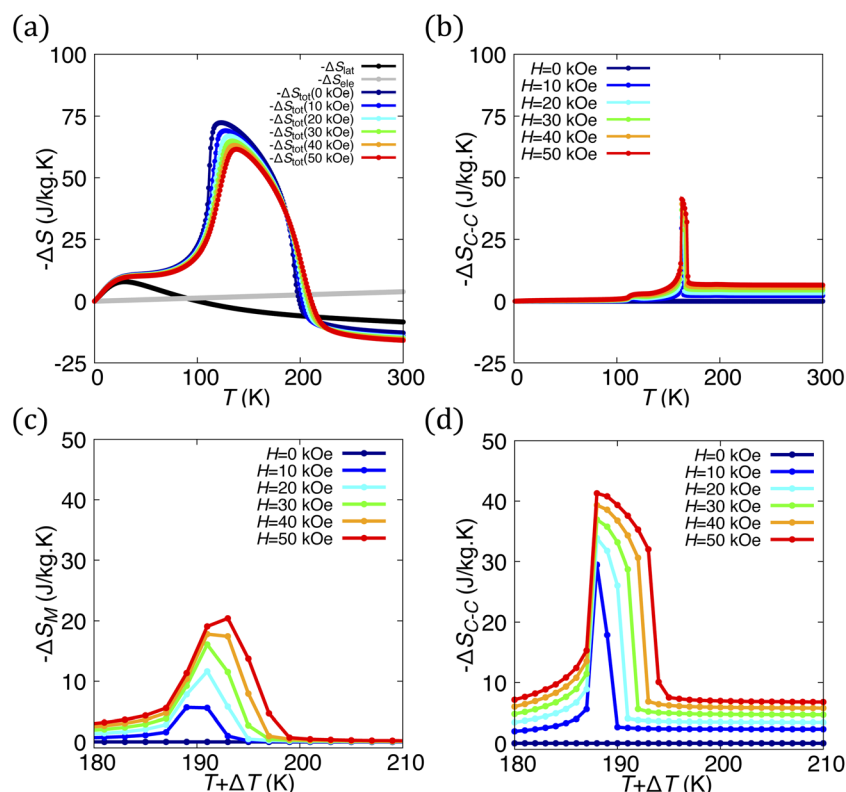 (a)
100
75
50
25
0
-25
-ΔS (J/kg.K)
-ΔS_lat
-ΔS_ele
-ΔS_tot(0 kOe)
-ΔS_tot(10 kOe)
-ΔS_tot(20 kOe)
-ΔS_tot(30 kOe)
-ΔS_tot(40 kOe)
-ΔS_tot(50 kOe)
0 100 200 300
T (K)
(b)
100
75
50
25
0
-25
-ΔS_C-C (J/kg.K)
H=0 kOe
H=10 kOe
H=20 kOe
H=30 kOe
H=40 kOe
H=50 kOe
0 100 200 300
T (K)
(c)
50
40
30
20
10
0
-ΔS_M (J/kg.K)
H=0 kOe
H=10 kOe
H=20 kOe
H=30 kOe
H=40 kOe
H=50 kOe
180 190 200 210
T+ΔT (K)
(d)
50
40
30
20
10
0
-ΔS_C-C (J/kg.K)
H=0 kOe
H=10 kOe
H=20 kOe
H=30 kOe
H=40 kOe
H=50 kOe
180 190 200 210
T+ΔT (K)